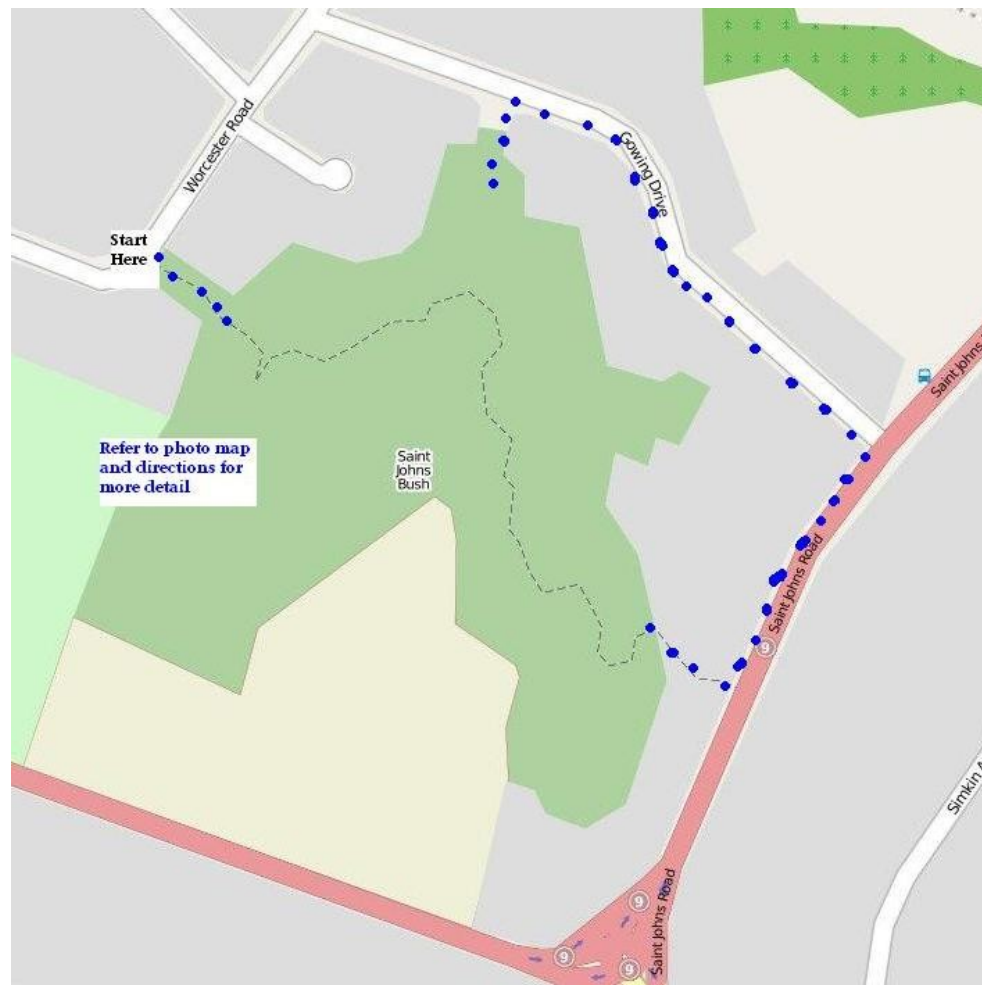 Worcester Road
Gowing Drive
Start
Here
Saint Johns
Refer to photo map
and directions for
more detail
Saint
Johns
Bush
Saint Johns Road
9
Simkin
Saint Johns Road
9
9
9